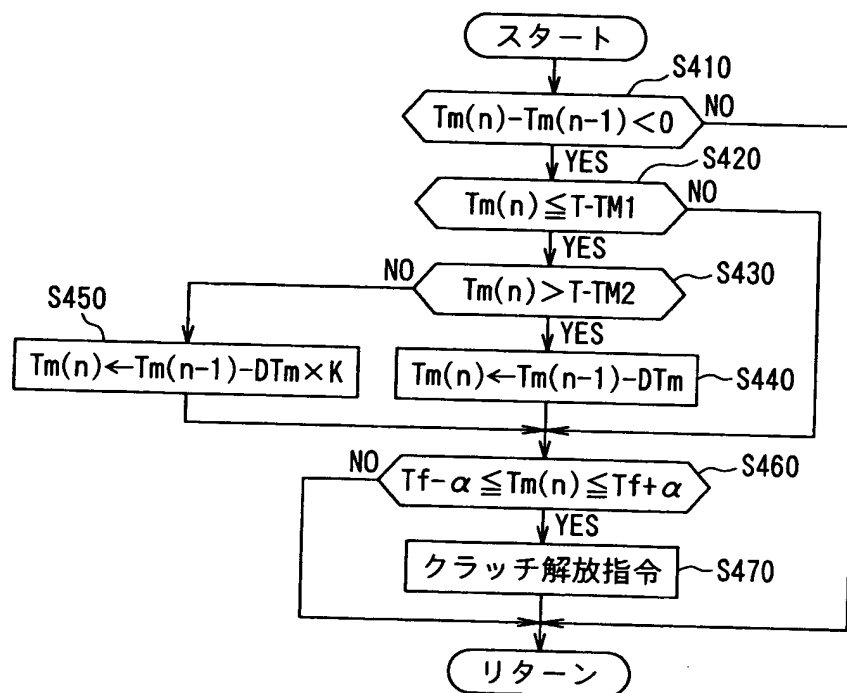 スタート
S410
Tm(n)-Tm(n-1)<0
NO
YES
S420
Tm(n)≦T-TM1
NO
YES
S430
NO
Tm(n)>T-TM2
S450
YES
Tm(n)←Tm(n-1)-DTm×K
Tm(n)←Tm(n-1)-DTm
S440
NO
S460
Tf-α≦Tm(n)≦Tf+α
YES
クラッチ解放指令
S470
リターン